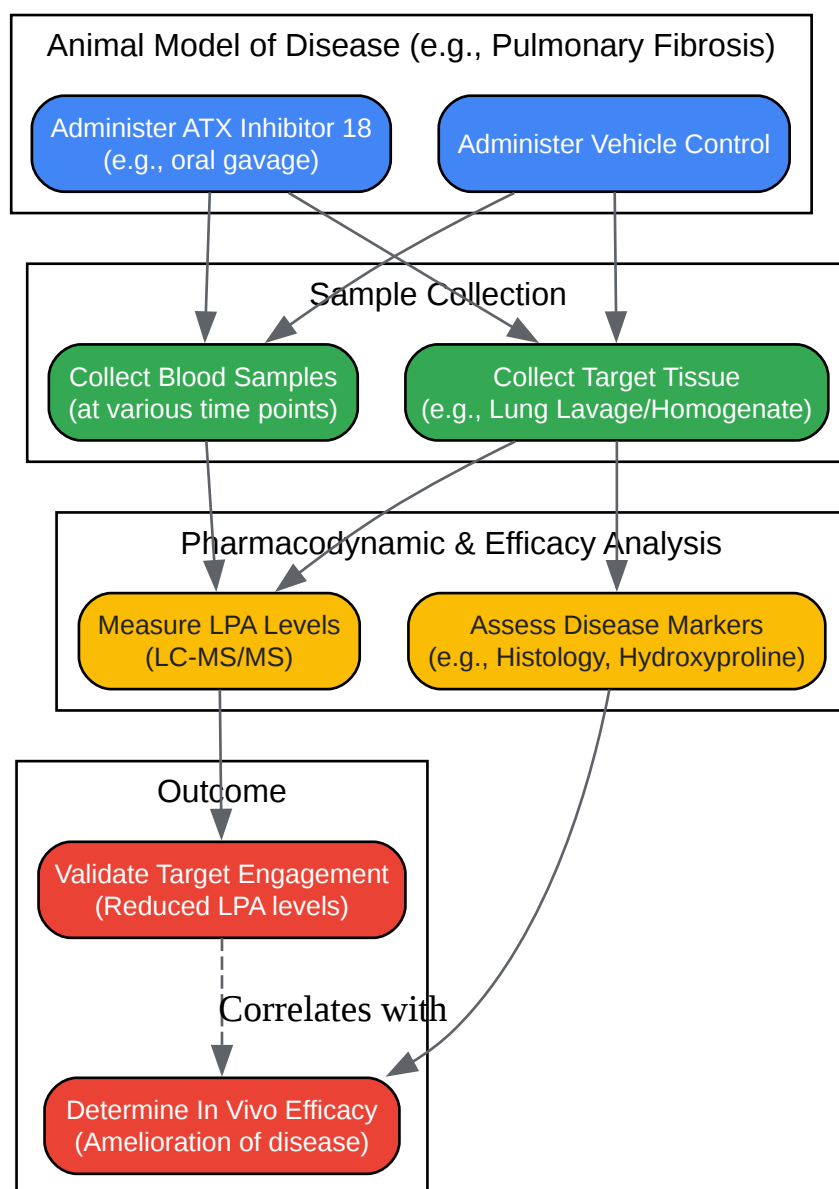 Animal Model of Disease (e.g., Pulmonary Fibrosis)
Administer ATX Inhibitor 18
(e.g., oral gavage)
Administer Vehicle Control
Sample Collection
Collect Blood Samples
(at various time points)
Collect Target Tissue
(e.g., Lung Lavage/Homogenate)
Pharmacodynamic & Efficacy Analysis
Measure LPA Levels
(LC-MS/MS)
Assess Disease Markers
(e.g., Histology, Hydroxyproline)
Outcome
Validate Target Engagement
(Reduced LPA levels)
Correlates with
Determine In Vivo Efficacy
(Amelioration of disease)